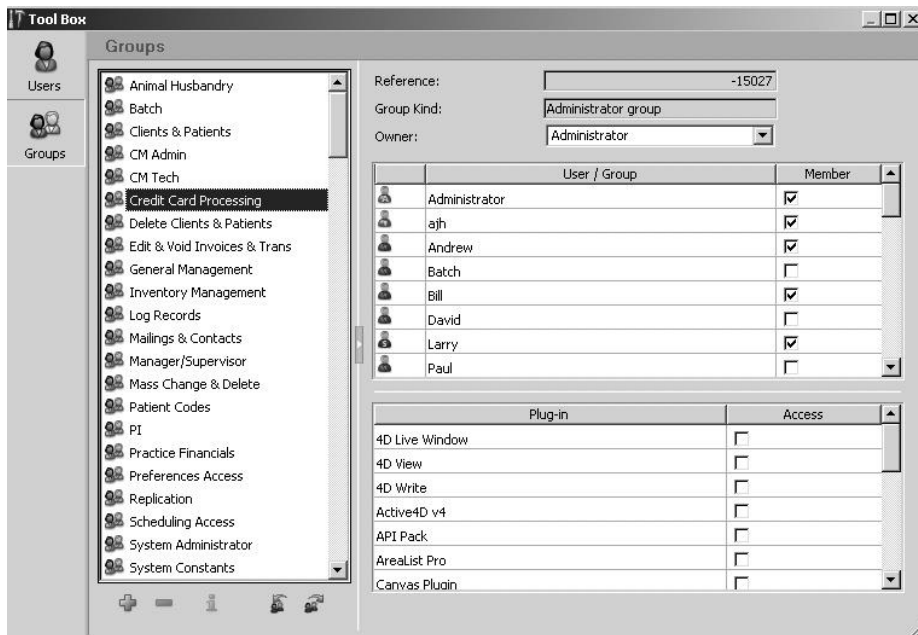 Tool Box
Users
Groups
Groups
Animal Husbandry
Batch
Clients & Patients
CM Admin
CM Tech
Credit Card Processing
Delete Clients & Patients
Edit & Void Invoices & Trans
General Management
Inventory Management
Log Records
Mailings & Contacts
Manager/Supervisor
Mass Change & Delete
Patient Codes
PI
Practice Financials
Preferences Access
Replication
Scheduling Access
System Administrator
System Constants
Reference: -15027
Group Kind: Administrator group
Owner: Administrator
User / Group Member
Administrator
ajh
Andrew
Batch
Bill
David
Larry
Paul
Plug-in Access
4D Live Window
4D View
4D Write
Active4D v4
API Pack
AreaList Pro
Canvas Plugin